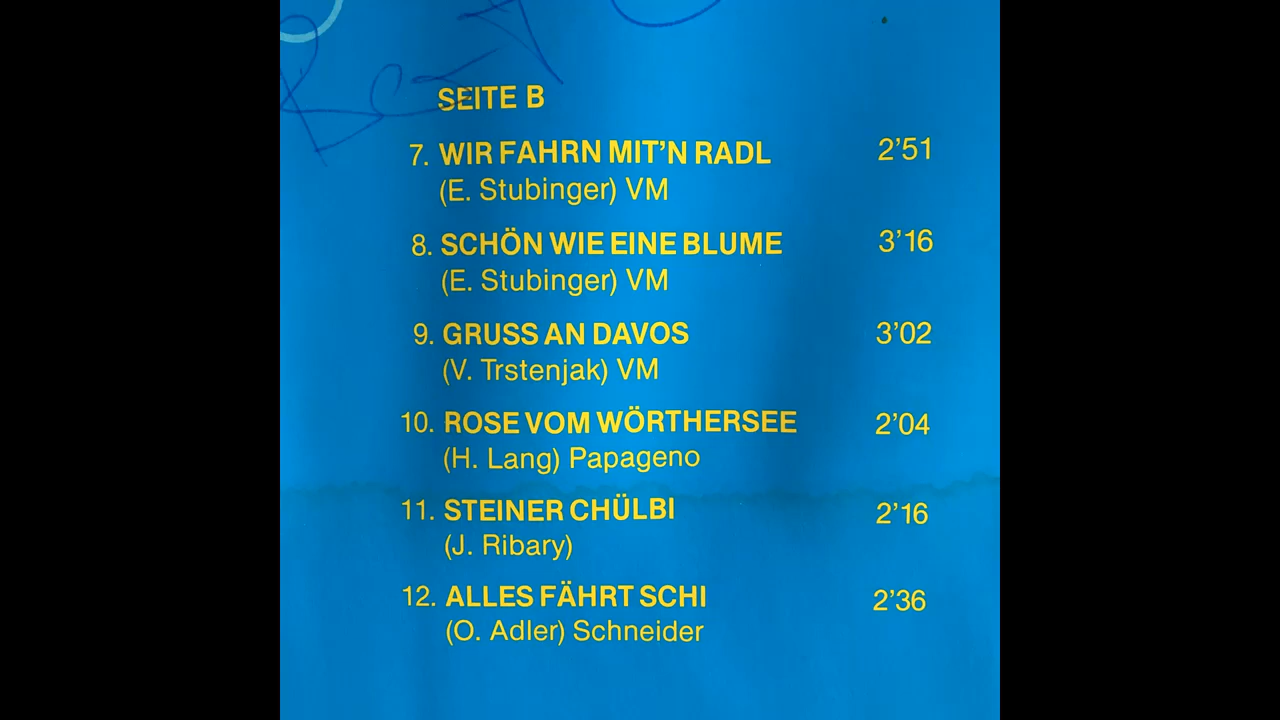 SEITE B
7. WIR FAHRN MIT'N RADL 2'51
(E. Stubinger) VM
8. SCHÖN WIE EINE BLUME 3'16
(E. Stubinger) VM
9. GRUSS AN DAVOS 3'02
(V. Trstenjak) VM
10. ROSE VOM WÖRTHERSEE 2'04
(H. Lang) Papageno
11. STEINER CHÜLBI 2'16
(J. Ribary)
12. ALLES FÄHRT SCHI 2'36
(O. Adler) Schneider